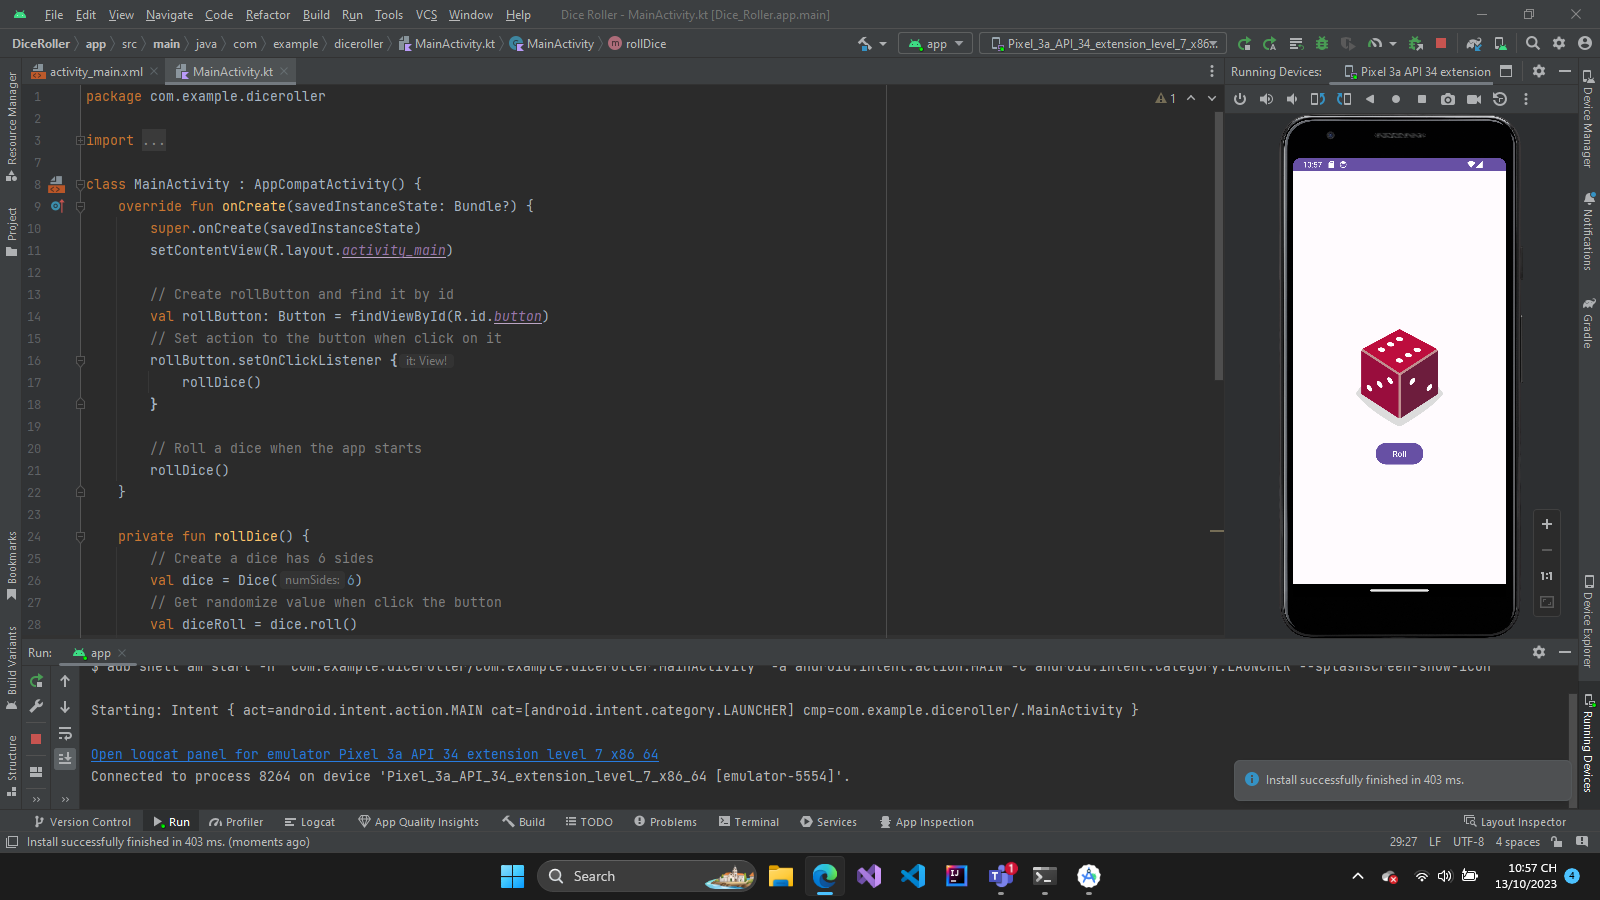 File Edit View Navigate Code Refactor Build Run Tools VCS Window Help Dice Roller - MainActivity.kt [Dice_Roller.app.main]
DiceRoller app src main java com example diceroller MainActivity.kt MainActivity rollDice app Pixel_3a_API_34_extension_level_7_x86
activity_main.xml MainActivity.kt Running Devices: Pixel 3a API 34 extension
Resource Manager
Project
Bookmarks
Build Variants
Structure
1 package com.example.diceroller
2
3 import ...
7
8 class MainActivity : AppCompatActivity() {
9 override fun onCreate(savedInstanceState: Bundle?) {
10 super.onCreate(savedInstanceState)
11 setContentView(R.layout.activity_main)
12
13 // Create rollButton and find it by id
14 val rollButton: Button = findViewById(R.id.button)
15 // Set action to the button when click on it
16 rollButton.setOnClickListener { it: View!
17 rollDice()
18 }
19
20 // Roll a dice when the app starts
21 rollDice()
22 }
23
24 private fun rollDice() {
25 // Create a dice has 6 sides
26 val dice = Dice( numSides: 6)
27 // Get randomize value when click the button
28 val diceRoll = dice.roll()
1
10:57
Roll
1:1
Device Manager
Notifications
Gradle
Device Explorer
Running Devices
Run: app
$ adb shell am start -n "com.example.diceroller/com.example.diceroller.MainActivity" -a android.intent.action.MAIN -c android.intent.category.LAUNCHER --splashscreen-show-icon
Starting: Intent { act=android.intent.action.MAIN cat=[android.intent.category.LAUNCHER] cmp=com.example.diceroller/.MainActivity }
Open logcat panel for emulator Pixel 3a API 34 extension level 7 x86 64
Connected to process 8264 on device 'Pixel_3a_API_34_extension_level_7_x86_64 [emulator-5554]'.
Install successfully finished in 403 ms.
Version Control Run Profiler Logcat App Quality Insights Build TODO Problems Terminal Services App Inspection Layout Inspector
Install successfully finished in 403 ms. (moments ago) 29:27 LF UTF-8 4 spaces
Search 1 10:57 CH
13/10/2023 4